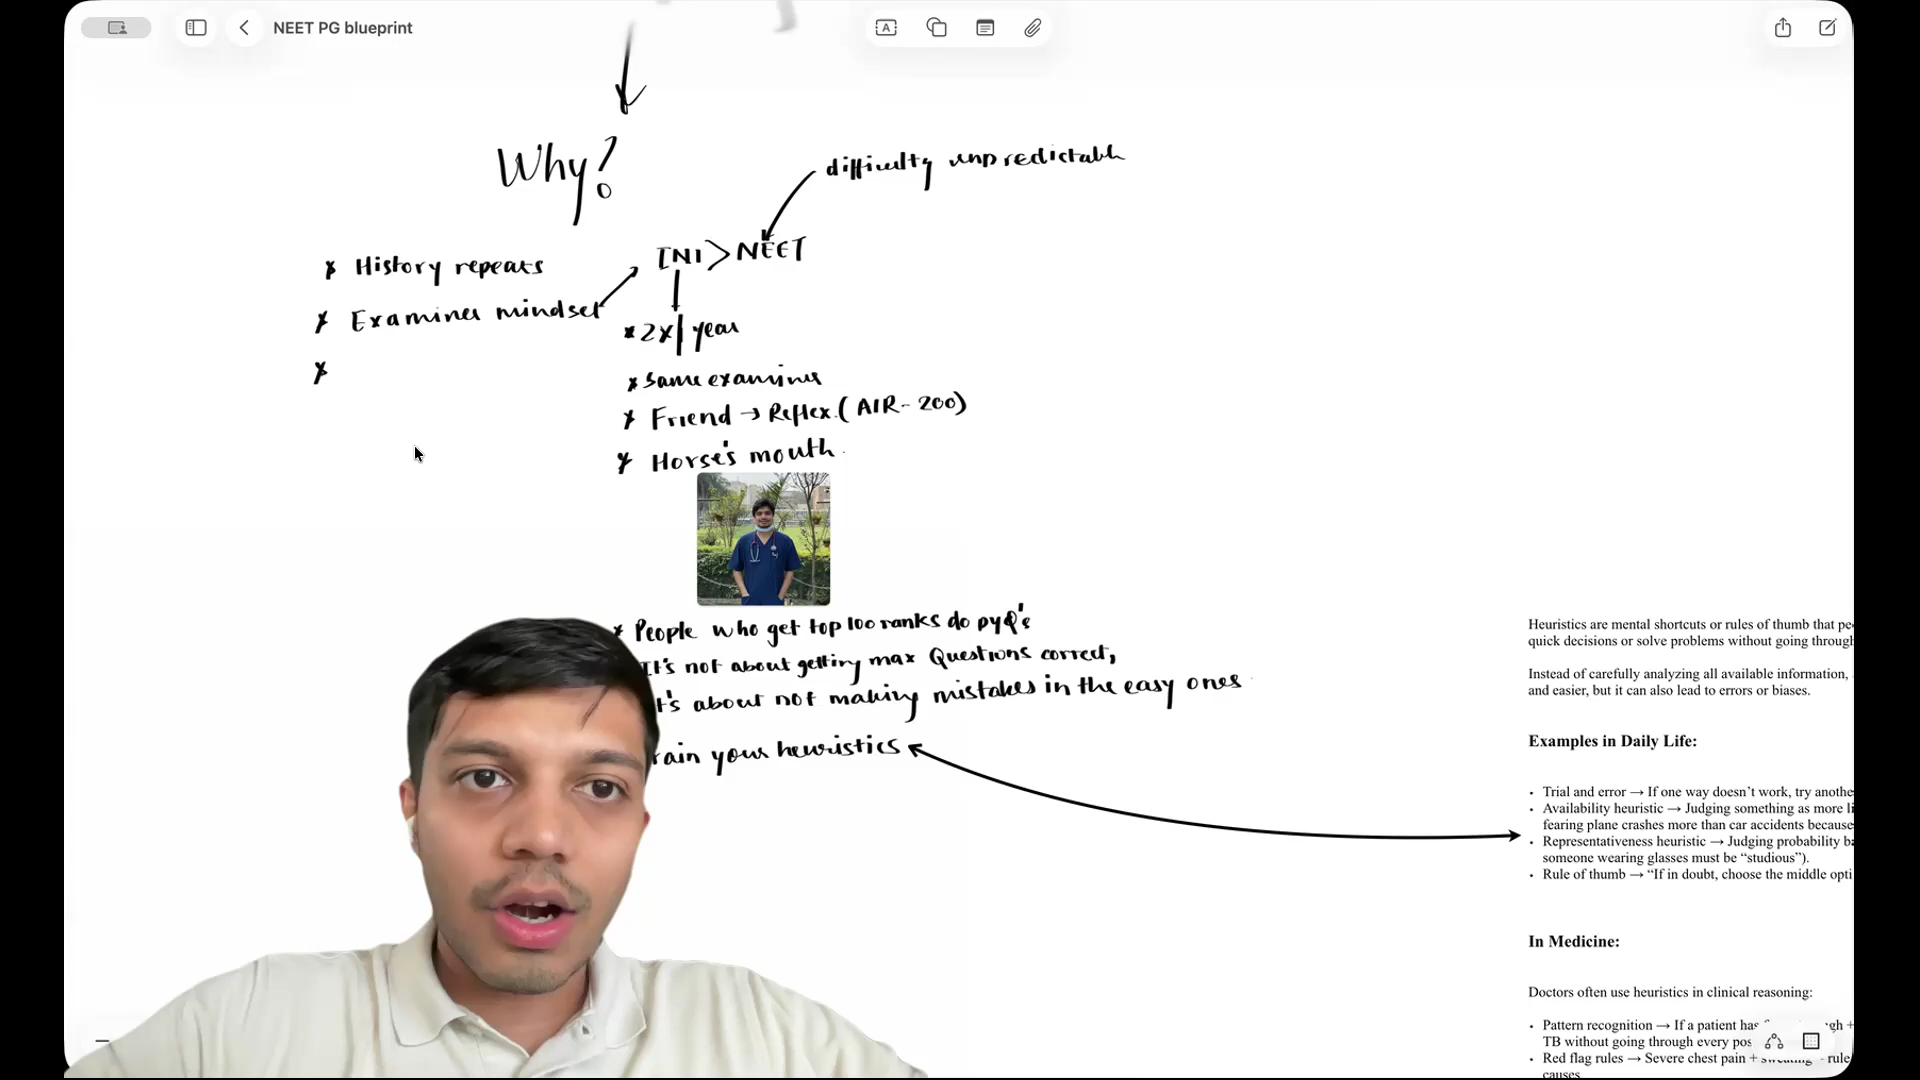 NEET PG blueprint
Why?
difficulty unpredictable
INI > NEET
* History repeats
* Examiner mindset
*
* 2x/year
* Same examiner
* Friend → Reflex. (AIR-200)
* Horse's mouth.
* People who get top 100 ranks do pyQ's
It's not about getting max Questions correct,
t's about not making mistakes in the easy ones
rain your heuristics
Heuristics are mental shortcuts or rules of thumb that pe
quick decisions or solve problems without going through
Instead of carefully analyzing all available information,
and easier, but it can also lead to errors or biases.
Examples in Daily Life:
• Trial and error → If one way doesn't work, try anothe
• Availability heuristic → Judging something as more li
fearing plane crashes more than car accidents because
• Representativeness heuristic → Judging probability ba
someone wearing glasses must be “studious”).
• Rule of thumb → “If in doubt, choose the middle opti
In Medicine:
Doctors often use heuristics in clinical reasoning:
• Pattern recognition → If a patient has
TB without going through every pos
• Red flag rules → Severe chest pain + sweating rule
causes